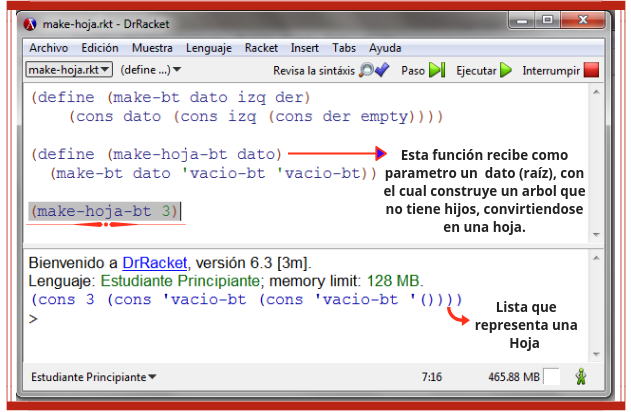 make-hoja.rkt - DrRacket
Archivo Edición Muestra Lenguaje Racket Insert Tabs Ayuda
make-hoja.rkt▼ (define ...)▼ Revisa la sintáxis Paso Ejecutar Interrumpir
(define (make-bt dato izq der)
(cons dato (cons izq (cons der empty))))
(define (make-hoja-bt dato)
(make-bt dato 'vacio-bt 'vacio-bt))
(make-hoja-bt 3)
Esta función recibe como
parametro un dato (raíz), con
el cual construye un arbol que
no tiene hijos, convirtiendose
en una hoja.
Bienvenido a DrRacket, versión 6.3 [3m].
Lenguaje: Estudiante Principiante; memory limit: 128 MB.
(cons 3 (cons 'vacio-bt (cons 'vacio-bt '())))
>
Lista que
representa una
Hoja
Estudiante Principiante▼ 7:16 465.88 MB